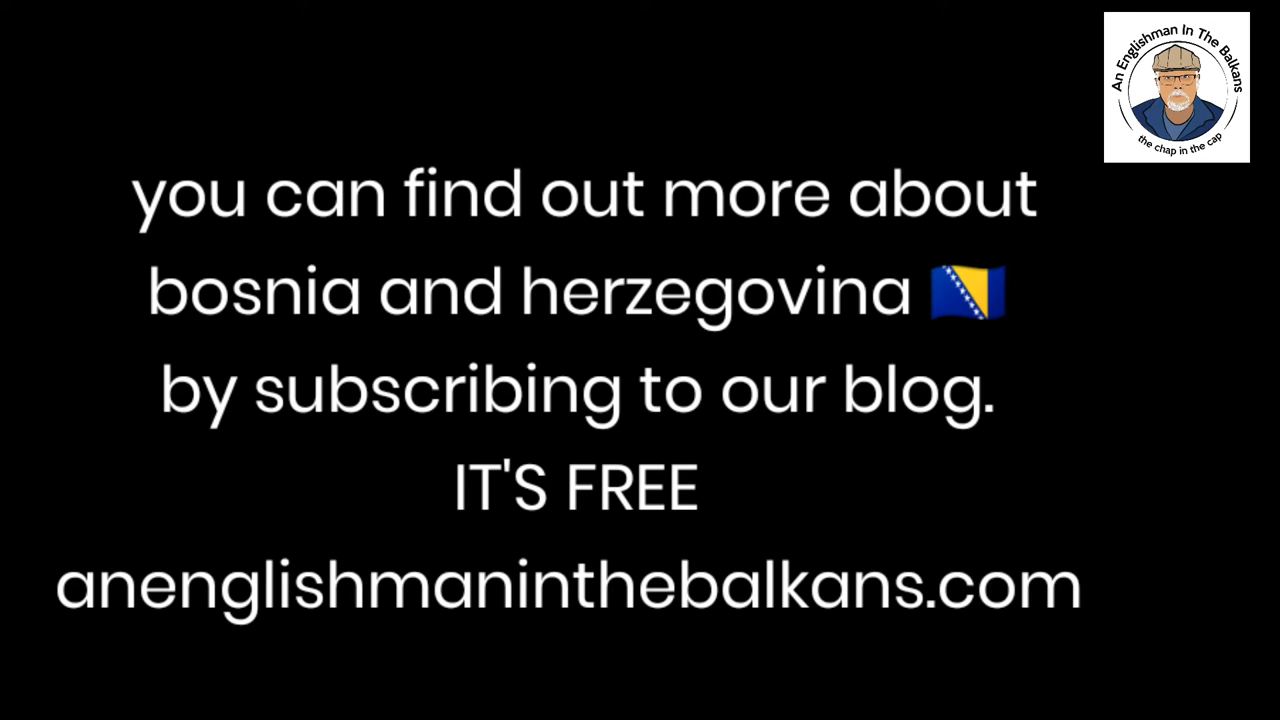 An Englishman In The Balkans
the chap in the cap
you can find out more about
bosnia and herzegovina 🇧🇦
by subscribing to our blog.
IT'S FREE
anenglishmaninthebalkans.com